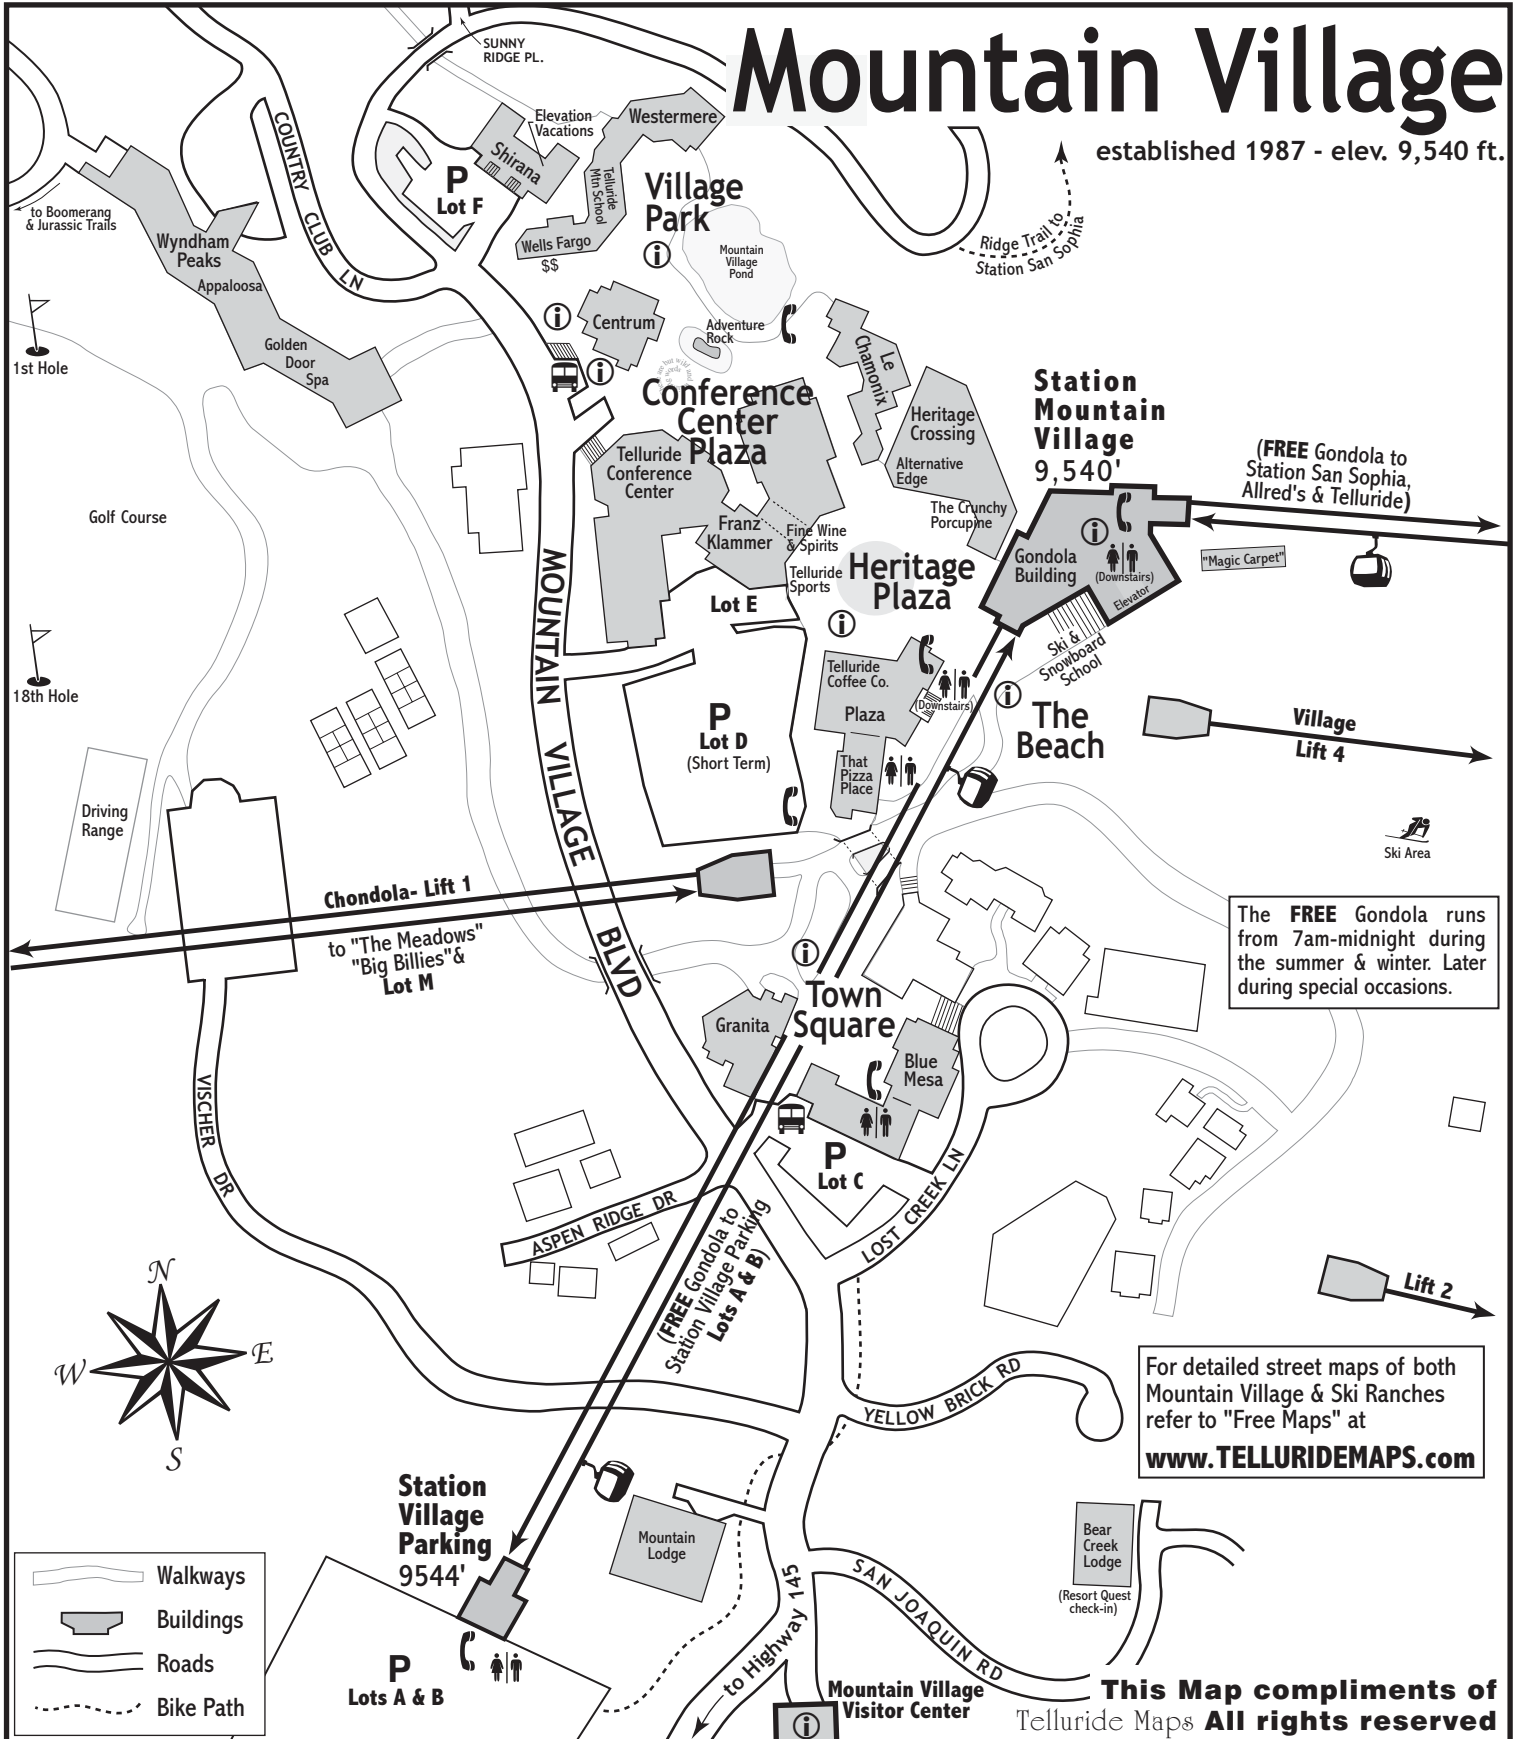 Mountain Village
established 1987 - elev. 9,540 ft.
SUNNY
RIDGE PL.
Elevation
Vacations
Westermere
Shirana
COUNTRY CLUB LN
P
Lot F
Telluride
Mtn School
Village
Park
Wells Fargo
$$
Mountain
Village
Pond
Ridge Trail to
Station San Sophia
to Boomerang
& Jurassic Trails
Wyndham
Peaks
Appaloosa
Golden
Door
Spa
1st Hole
Centrum
Adventure
Rock
Le
Chamonix
Conference
Center
Plaza
Telluride
Conference
Center
Heritage
Crossing
Alternative
Edge
The Crunchy
Porcupine
Station
Mountain
Village
9,540'
(FREE Gondola to
Station San Sophia,
Allred's & Telluride)
Golf Course
Franz
Klammer
Fine Wine
& Spirits
Telluride
Sports
Heritage
Plaza
Gondola
Building
(Downstairs)
Elevator
"Magic Carpet"
Lot E
Ski &
Snowboard
School
18th Hole
MOUNTAIN VILLAGE BLVD
Telluride
Coffee Co.
Plaza
(Downstairs)
The
Beach
Village
Lift 4
P
Lot D
(Short Term)
That
Pizza
Place
Driving
Range
Ski Area
Chondola- Lift 1
to "The Meadows"
"Big Billies"&
Lot M
The FREE Gondola runs
from 7am-midnight during
the summer & winter. Later
during special occasions.
Town
Square
Granita
Blue
Mesa
VISCHER DR
P
Lot C
LOST CREEK LN
ASPEN RIDGE DR
(FREE Gondola to
Station Village Parking
Lots A & B)
Lift 2
N
W
E
S
YELLOW BRICK RD
For detailed street maps of both
Mountain Village & Ski Ranches
refer to "Free Maps" at
www.TELLURIDEMAPS.com
Station
Village
Parking
9544'
Mountain
Lodge
Bear
Creek
Lodge
(Resort Quest
check-in)
SAN JOAQUIN RD
to Highway 145
Walkways
Buildings
Roads
Bike Path
P
Lots A & B
Mountain Village
Visitor Center
This Map compliments of
Telluride Maps All rights reserved